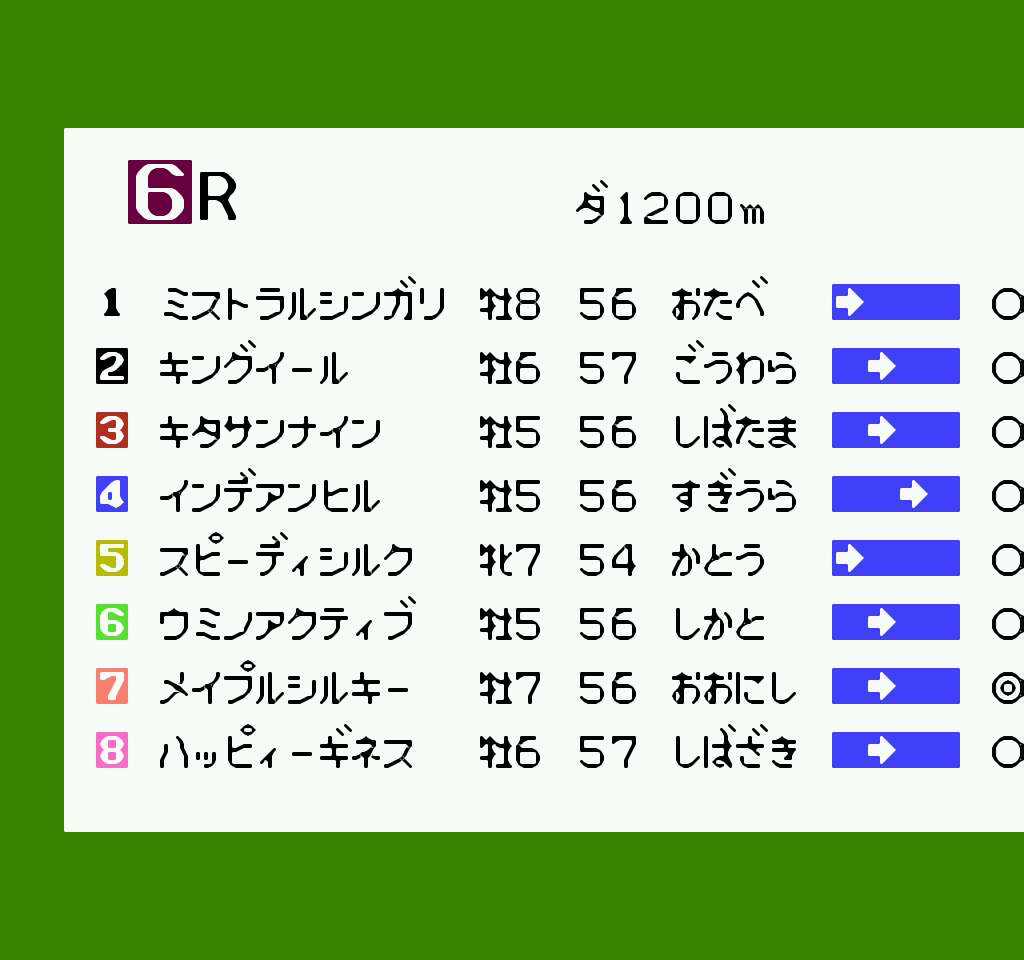 6R ダ1200m
1 ミストラルシンガリ 牡8 56 おたべ ➡ ○
2 キングイール 牡6 57 ごうわら ➡ ○
3 キタサンナイン 牡5 56 しばたま ➡ ○
4 インデアンヒル 牡5 56 すぎうら ➡ ○
5 スピーディシルク 牝7 54 かとう ➡ ○
6 ウミノアクティブ 牡5 56 しかと ➡ ○
7 メイプルシルキー 牡7 56 おおにし ➡ ◎
8 ハッピィーギネス 牡6 57 しばざき ➡ ○